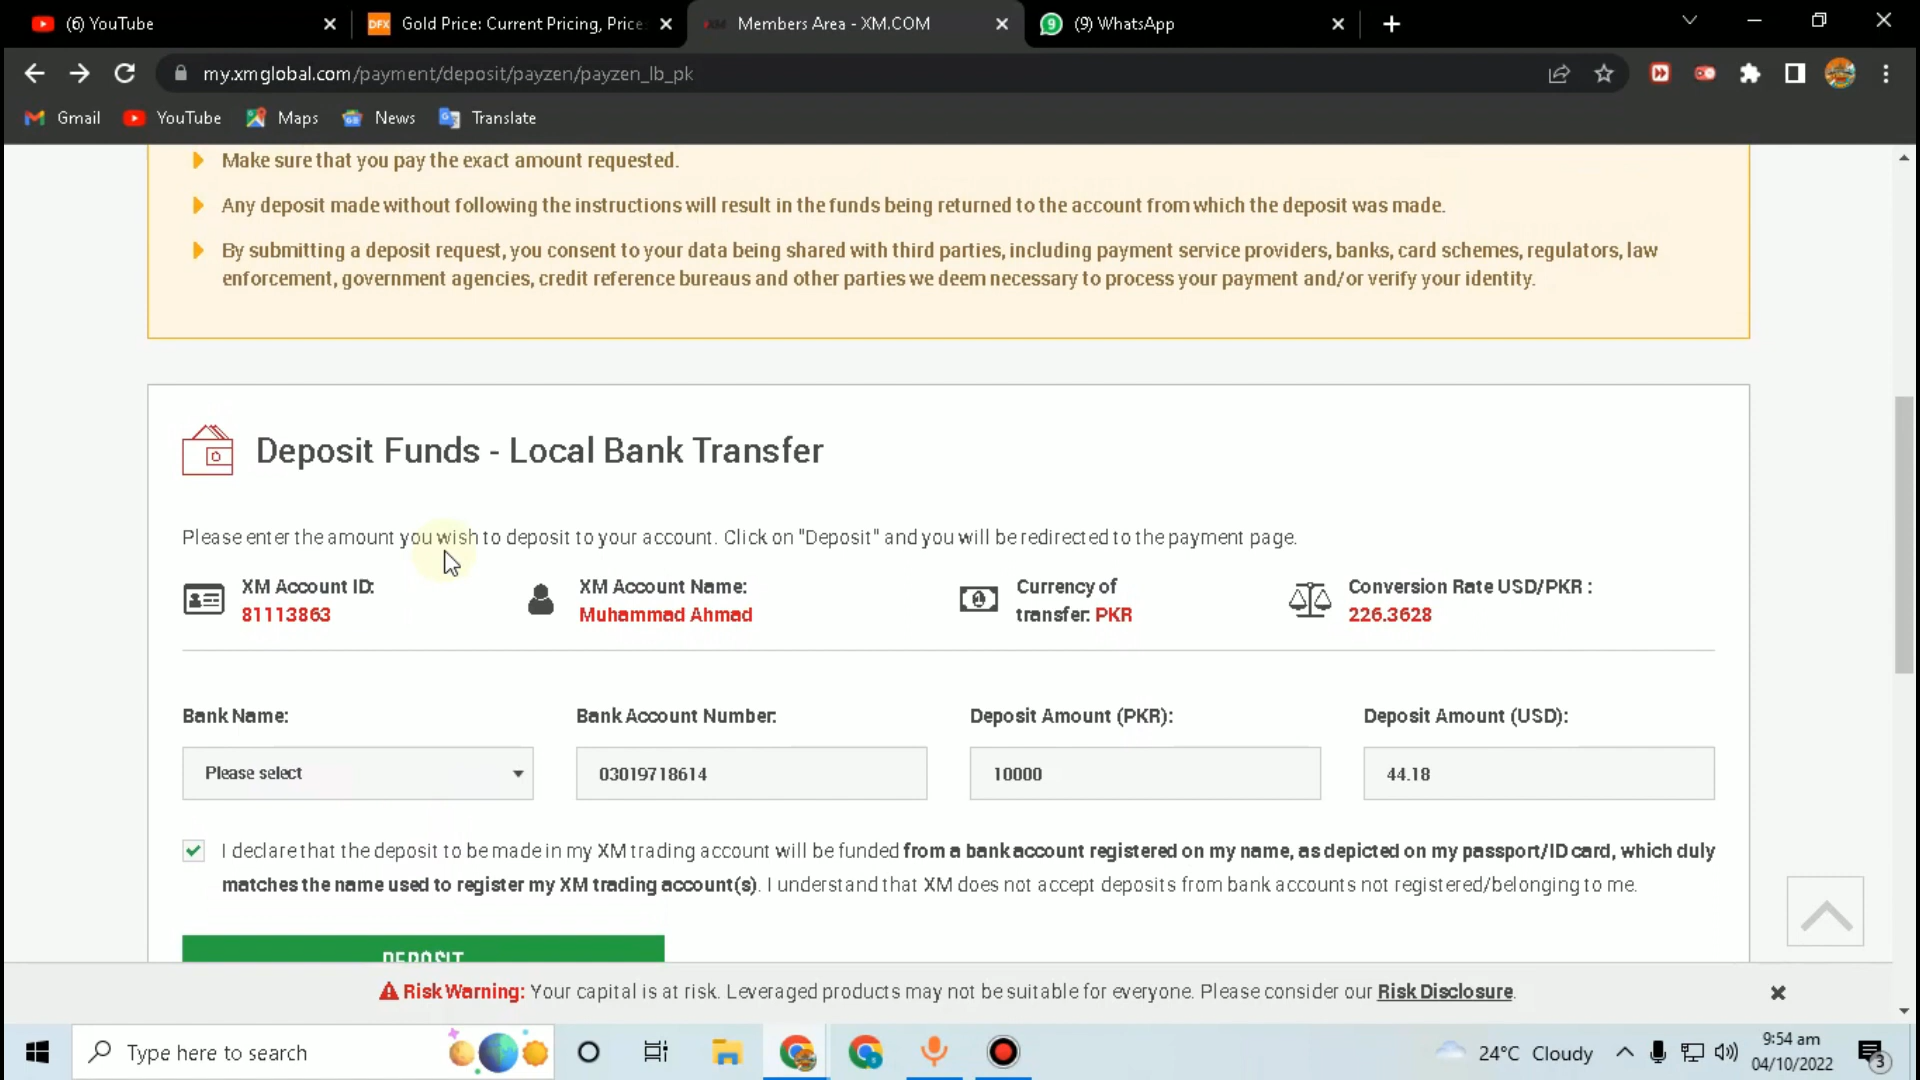 (6) YouTube
Gold Price: Current Pricing, Price
Members Area - XM.COM
(9) WhatsApp
my.xmglobal.com/payment/deposit/payzen/payzen_lb_pk
Gmail YouTube Maps News Translate
Make sure that you pay the exact amount requested.
Any deposit made without following the instructions will result in the funds being returned to the account from which the deposit was made.
By submitting a deposit request, you consent to your data being shared with third parties, including payment service providers, banks, card schemes, regulators, law
enforcement, government agencies, credit reference bureaus and other parties we deem necessary to process your payment and/or verify your identity.
Deposit Funds - Local Bank Transfer
Please enter the amount you wish to deposit to your account. Click on "Deposit" and you will be redirected to the payment page.
XM Account ID:
81113863
XM Account Name:
Muhammad Ahmad
Currency of
transfer: PKR
Conversion Rate USD/PKR :
226.3628
Bank Name: Bank Account Number: Deposit Amount (PKR): Deposit Amount (USD):
Please select 03019718614 10000 44.18
I declare that the deposit to be made in my XM trading account will be funded from a bank account registered on my name, as depicted on my passport/ID card, which duly
matches the name used to register my XM trading account(s). I understand that XM does not accept deposits from bank accounts not registered/belonging to me.
DEPOSIT
Risk Warning: Your capital is at risk. Leveraged products may not be suitable for everyone. Please consider our Risk Disclosure.
Type here to search
24°C Cloudy
9:54 am
04/10/2022
3